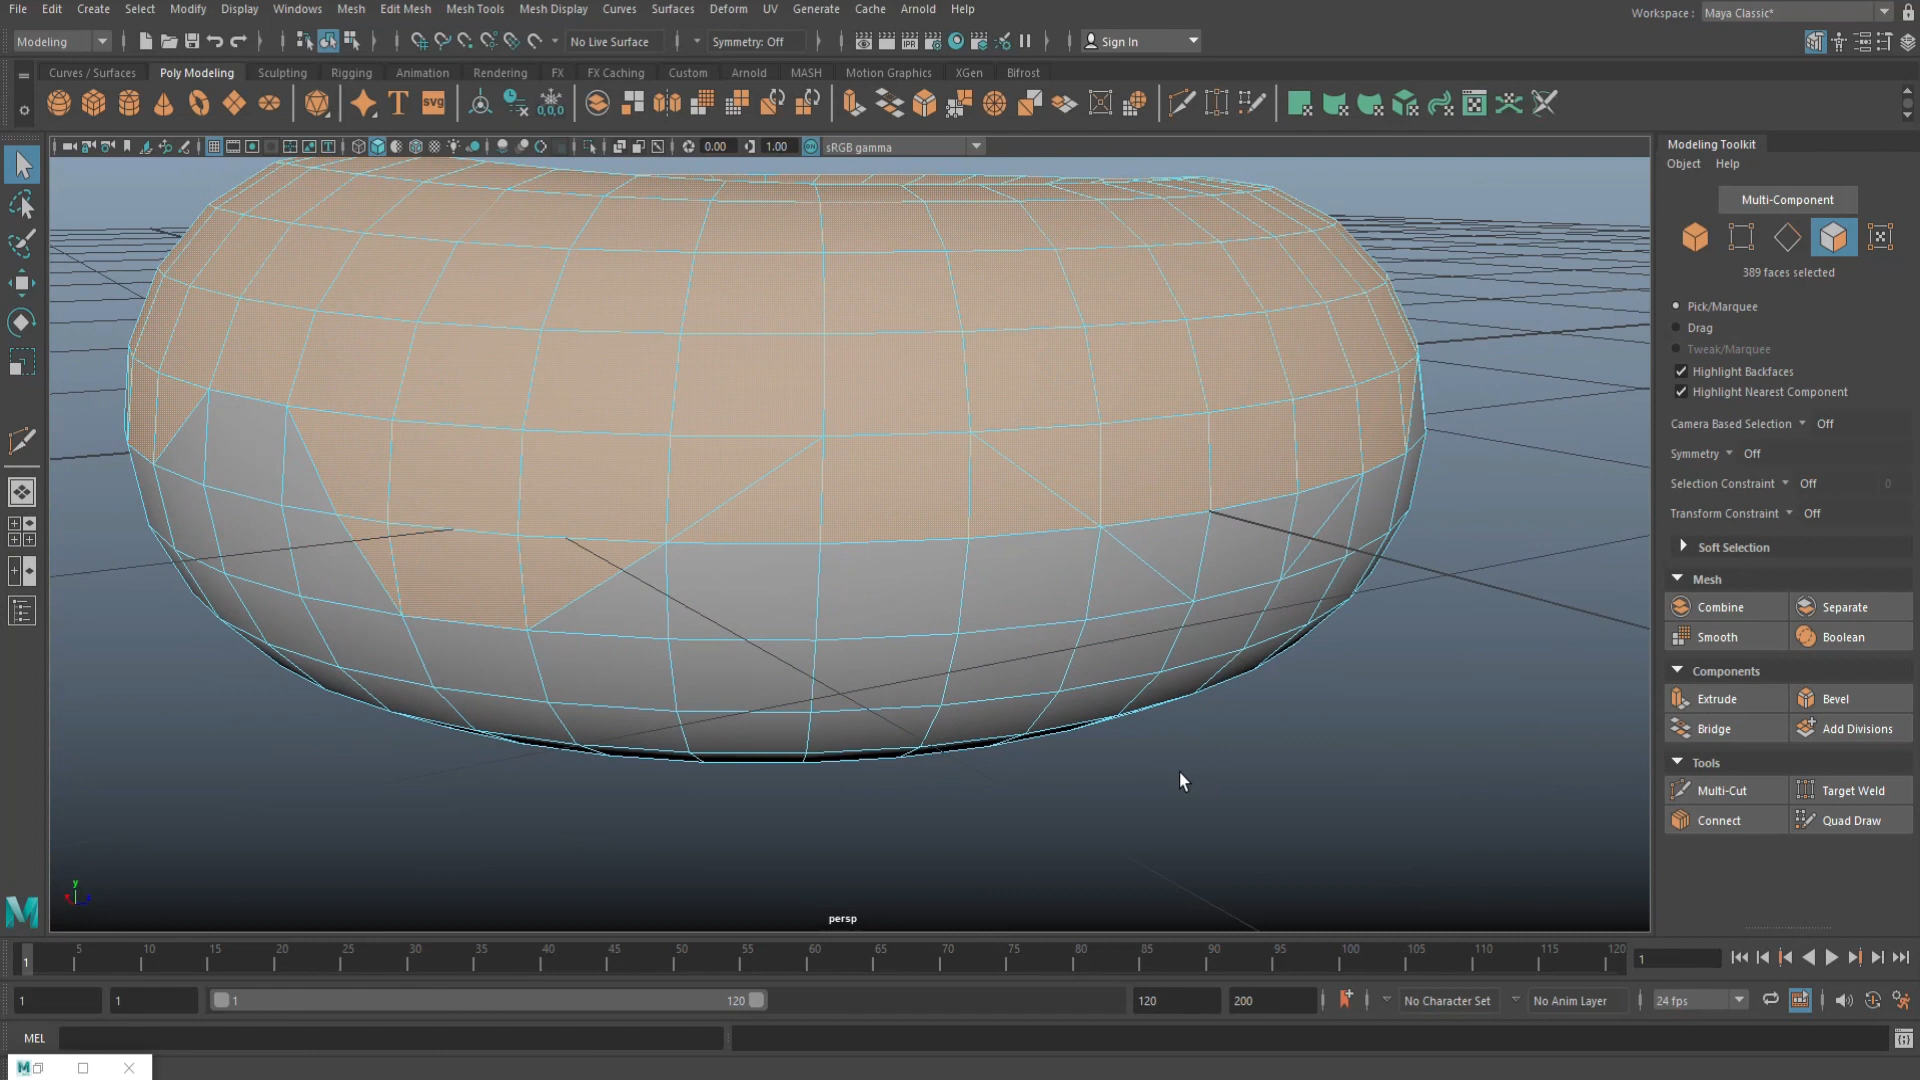 File Edit Create Select Modify Display Windows Mesh Edit Mesh Mesh Tools Mesh Display Curves Surfaces Deform UV Generate Cache Arnold Help
Workspace : Maya Classic*
Modeling No Live Surface Symmetry: Off Sign In
Curves / Surfaces Poly Modeling Sculpting Rigging Animation Rendering FX FX Caching Custom Arnold MASH Motion Graphics XGen Bifrost
T svg 0,0,0
0.00 1.00 sRGB gamma
Modeling Toolkit
Object Help
Multi-Component
389 faces selected
Pick/Marquee
Drag
Tweak/Marquee
Highlight Backfaces
Highlight Nearest Component
Camera Based Selection Off
Symmetry Off
Selection Constraint Off 0
Transform Constraint Off
Soft Selection
Mesh
Combine Separate
Smooth Boolean
Components
Extrude Bevel
Bridge Add Divisions
Tools
Multi-Cut Target Weld
Connect Quad Draw
y
persp
1 5 10 15 20 25 30 35 40 45 50 55 60 65 70 75 80 85 90 95 100 105 110 115 120
1
1 1 1 120 120 200 No Character Set No Anim Layer 24 fps
MEL